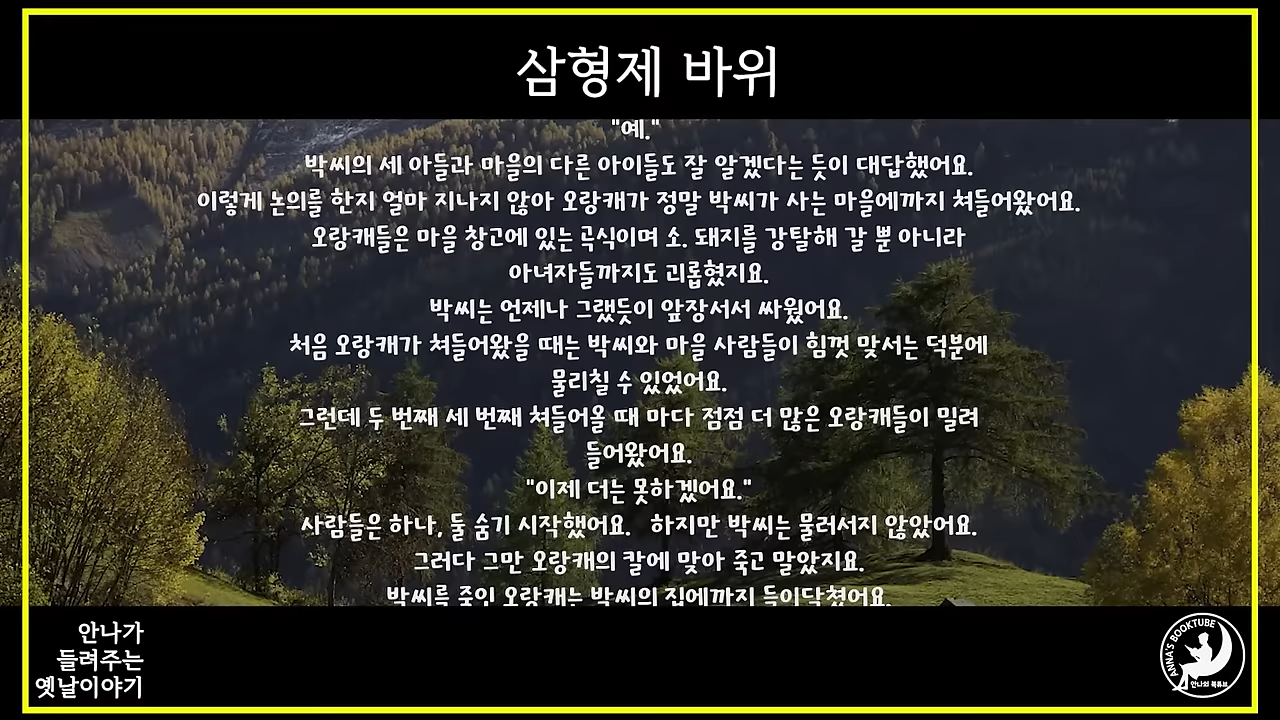 삼형제 바위
"예."
박씨의 세 아들과 마을의 다른 아이들도 잘 알겠다는 듯이 대답했어요.
이렇게 논의를 한지 얼마 지나지 않아 오랑캐가 정말 박씨가 사는 마을에까지 쳐들어왔어요.
오랑캐들은 마을 창고에 있는 곡식이며 소, 돼지를 강탈해 갈 뿐 아니라
아녀자들까지도 괴롭혔지요.
박씨는 언제나 그랬듯이 앞장서서 싸웠어요.
처음 오랑캐가 쳐들어왔을 때는 박씨와 마을 사람들이 힘껏 맞서는 덕분에
물리칠 수 있었어요.
그런데 두 번째 세 번째 쳐들어올 때 마다 점점 더 많은 오랑캐들이 밀려
들어왔어요.
"이제 더는 못하겠어요."
사람들은 하나, 둘 숨기 시작했어요. 하지만 박씨는 물러서지 않았어요.
그러다 그만 오랑캐의 칼에 맞아 죽고 말았지요.
박씨를 죽인 오랑캐는 박씨의 집에까지 들이닥쳤어요.
안나가
들려주는
옛날이야기
ANNA'S BOOKTUBE
안나의 북튜브